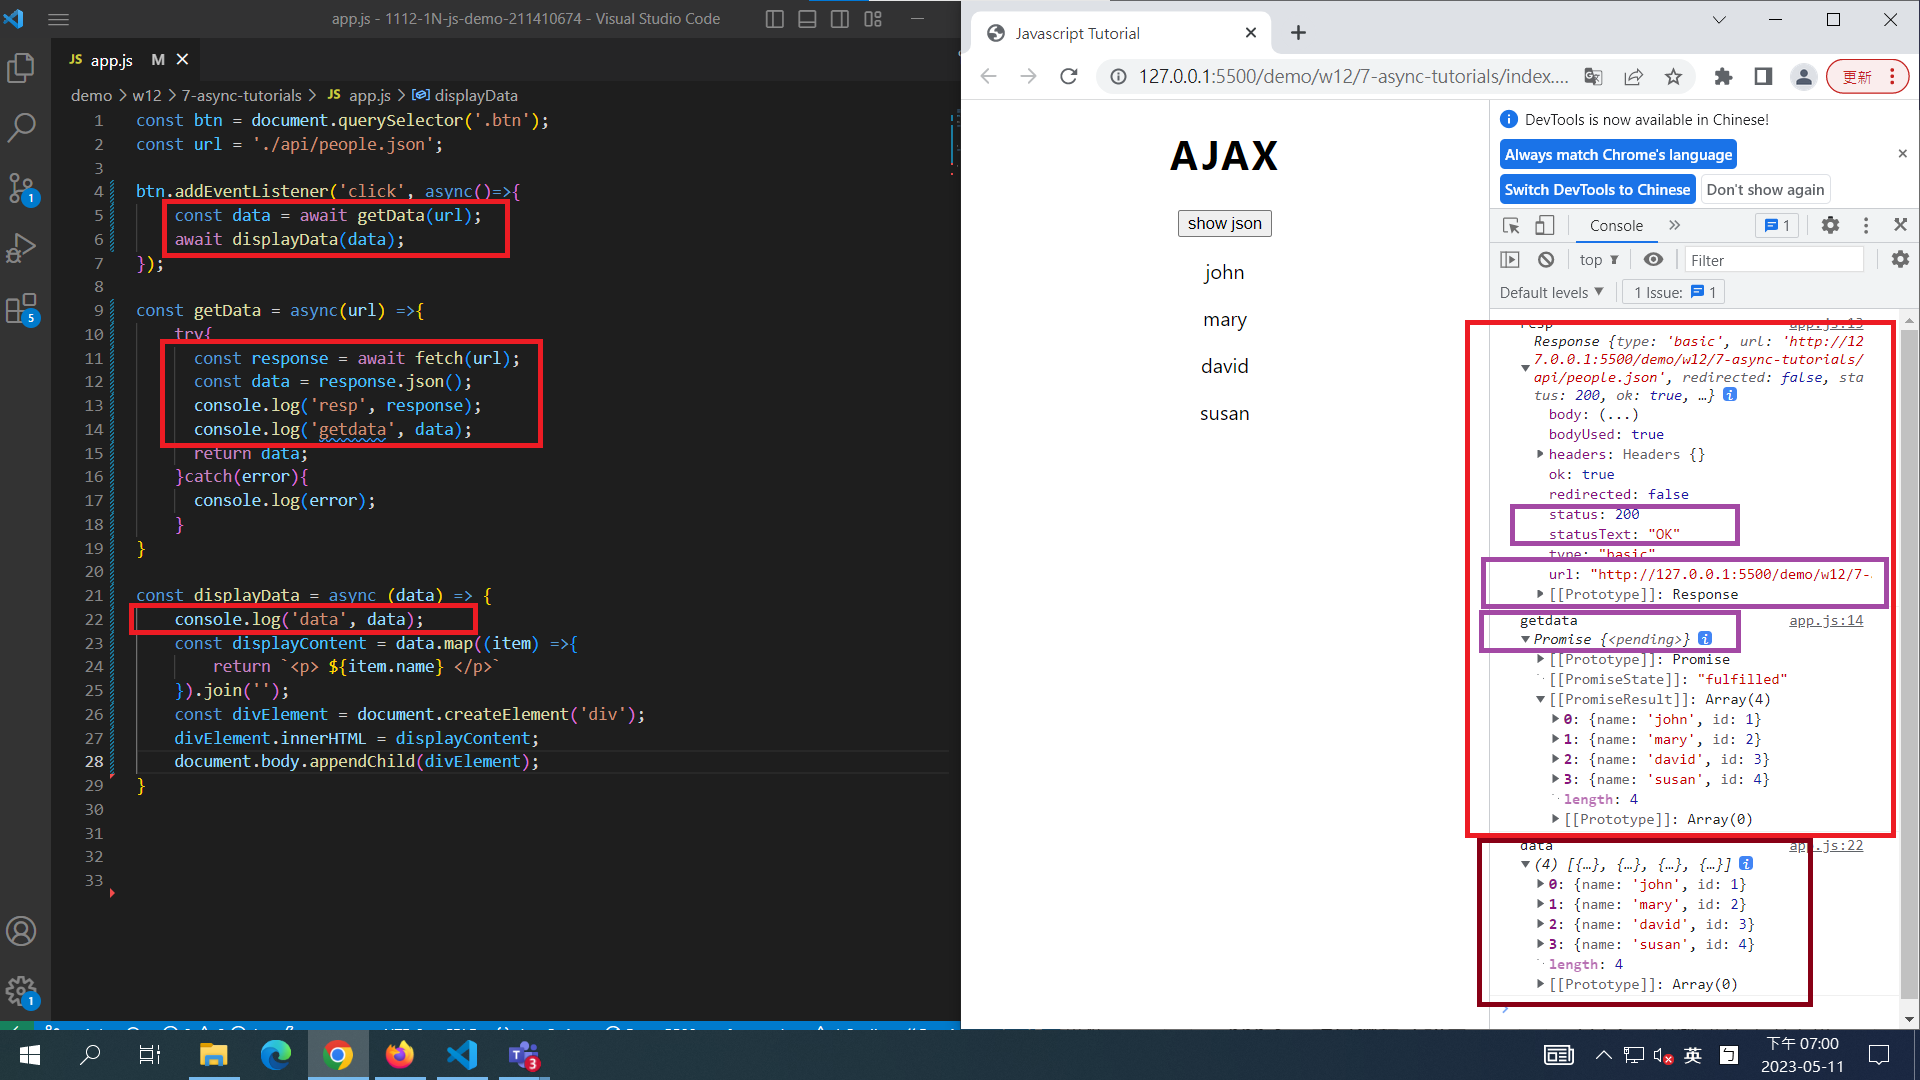 app.js - 1112-1N-js-demo-211410674 - Visual Studio Code
JS app.js M
demo > w12 > 7-async-tutorials > JS app.js > displayData
1 const btn = document.querySelector('.btn');
2 const url = './api/people.json';
3
4 btn.addEventListener('click', async()=>{
5 const data = await getData(url);
6 await displayData(data);
7 });
8
9 const getData = async(url) =>{
10 try{
11 const response = await fetch(url);
12 const data = response.json();
13 console.log('resp', response);
14 console.log('getdata', data);
15 return data;
16 }catch(error){
17 console.log(error);
18 }
19 }
20
21 const displayData = async (data) => {
22 console.log('data', data);
23 const displayContent = data.map((item) =>{
24 return `<p> ${item.name} </p>`
25 }).join('');
26 const divElement = document.createElement('div');
27 divElement.innerHTML = displayContent;
28 document.body.appendChild(divElement);
29 }
30
31
32
33
1
5
1
Javascript Tutorial
127.0.0.1:5500/demo/w12/7-async-tutorials/index....
更新
AJAX
show json
john
mary
david
susan
DevTools is now available in Chinese!
Always match Chrome's language
Switch DevTools to Chinese Don't show again
Console » 1
top Filter
Default levels 1 Issue: 1
resp app.js:13
Response {type: 'basic', url: 'http://12
7.0.0.1:5500/demo/w12/7-async-tutorials/
api/people.json', redirected: false, sta
tus: 200, ok: true, …}
body: (...)
bodyUsed: true
headers: Headers {}
ok: true
redirected: false
status: 200
statusText: "OK"
type: "basic"
url: "http://127.0.0.1:5500/demo/w12/7-
[[Prototype]]: Response
getdata app.js:14
Promise {<pending>}
[[Prototype]]: Promise
[[PromiseState]]: "fulfilled"
[[PromiseResult]]: Array(4)
0: {name: 'john', id: 1}
1: {name: 'mary', id: 2}
2: {name: 'david', id: 3}
3: {name: 'susan', id: 4}
length: 4
[[Prototype]]: Array(0)
data app.js:22
(4) [{…}, {…}, {…}, {…}]
0: {name: 'john', id: 1}
1: {name: 'mary', id: 2}
2: {name: 'david', id: 3}
3: {name: 'susan', id: 4}
length: 4
[[Prototype]]: Array(0)
3
英
下午 07:00
2023-05-11